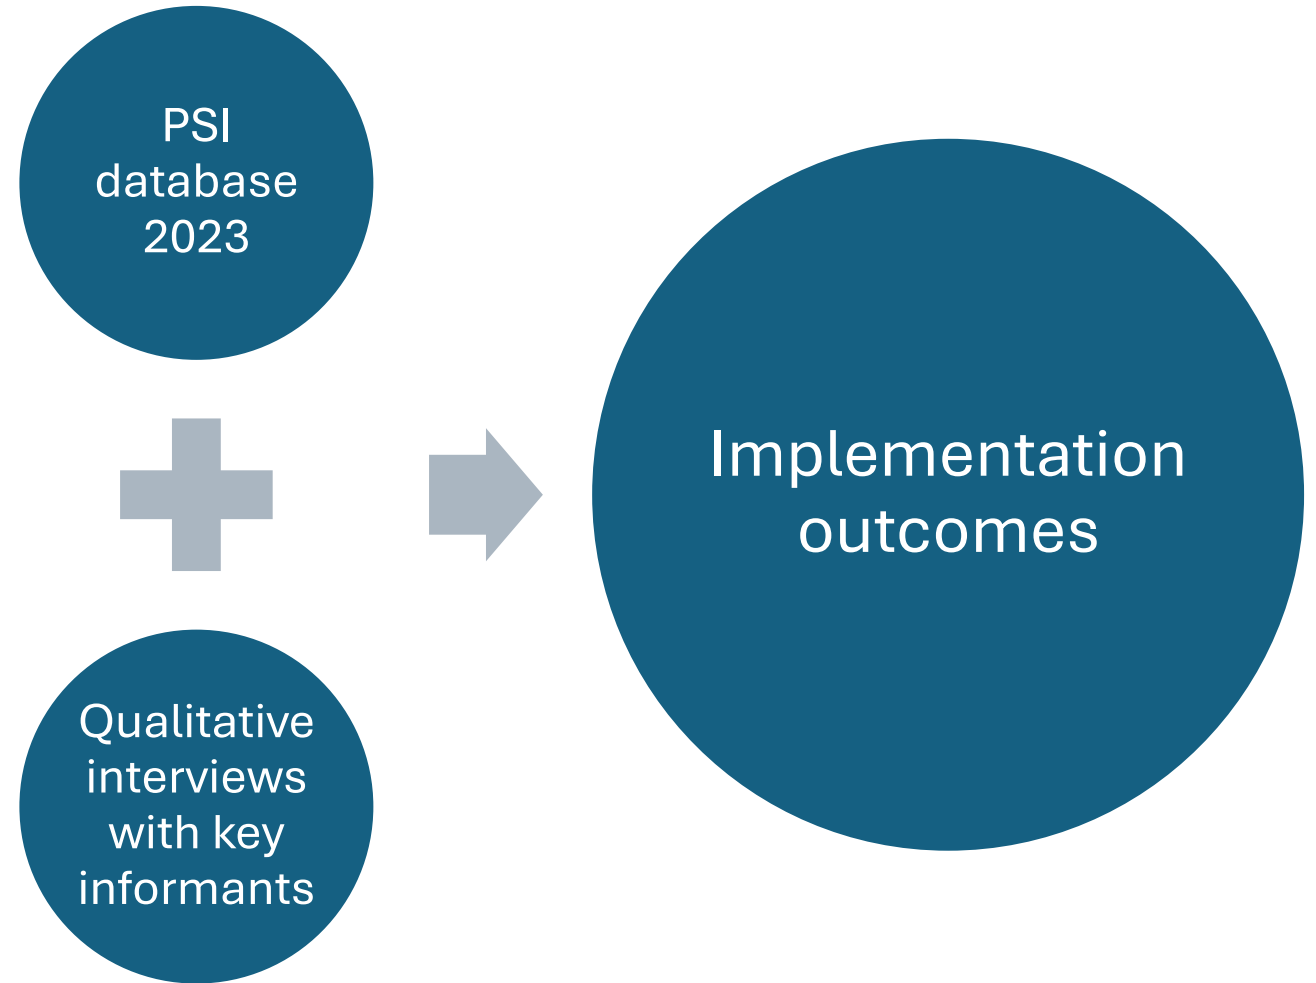 PSI
database
2023
Qualitative
interviews
with key
informants
Implementation
outcomes